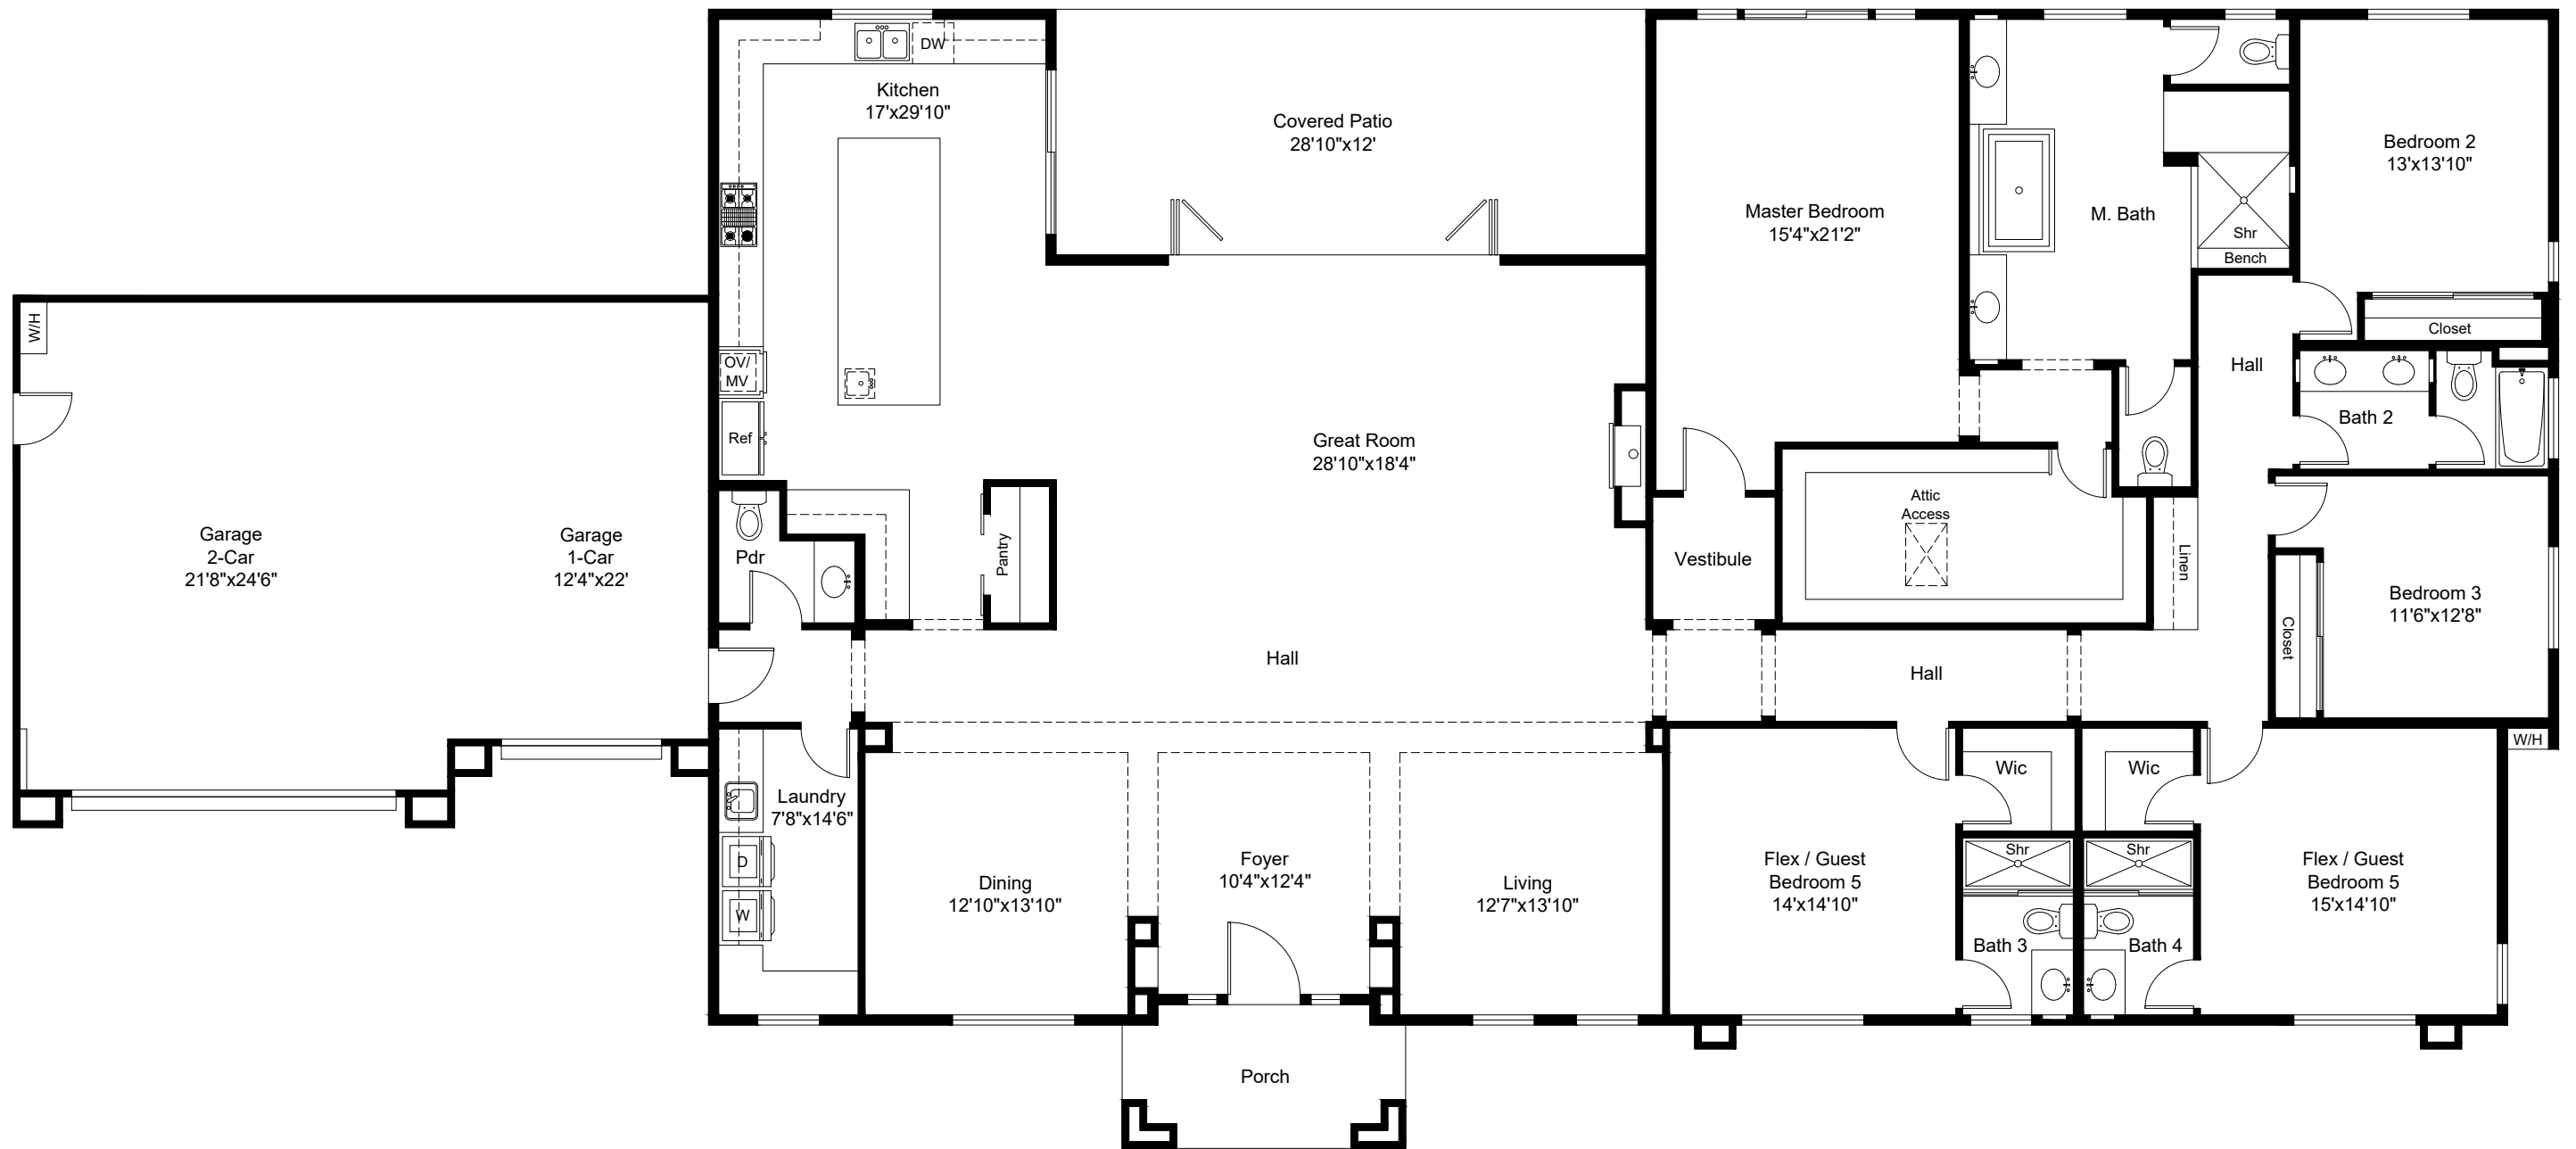 DW
Kitchen
17'x29'10"
Covered Patio
28'10"x12'
Master Bedroom
15'4"x21'2"
M. Bath
Shr
Bench
Bedroom 2
13'x13'10"
Closet
Hall
W/H
OV/
MV
Ref
Great Room
28'10"x18'4"
Bath 2
Garage
2-Car
21'8"x24'6"
Garage
1-Car
12'4"x22'
Pdr
Pantry
Vestibule
Attic
Access
Linen
Bedroom 3
11'6"x12'8"
Closet
Hall
Hall
W/H
Laundry
7'8"x14'6"
D
W
Dining
12'10"x13'10"
Foyer
10'4"x12'4"
Living
12'7"x13'10"
Flex / Guest
Bedroom 5
14'x14'10"
Wic
Wic
Shr
Shr
Bath 3
Bath 4
Flex / Guest
Bedroom 5
15'x14'10"
Porch